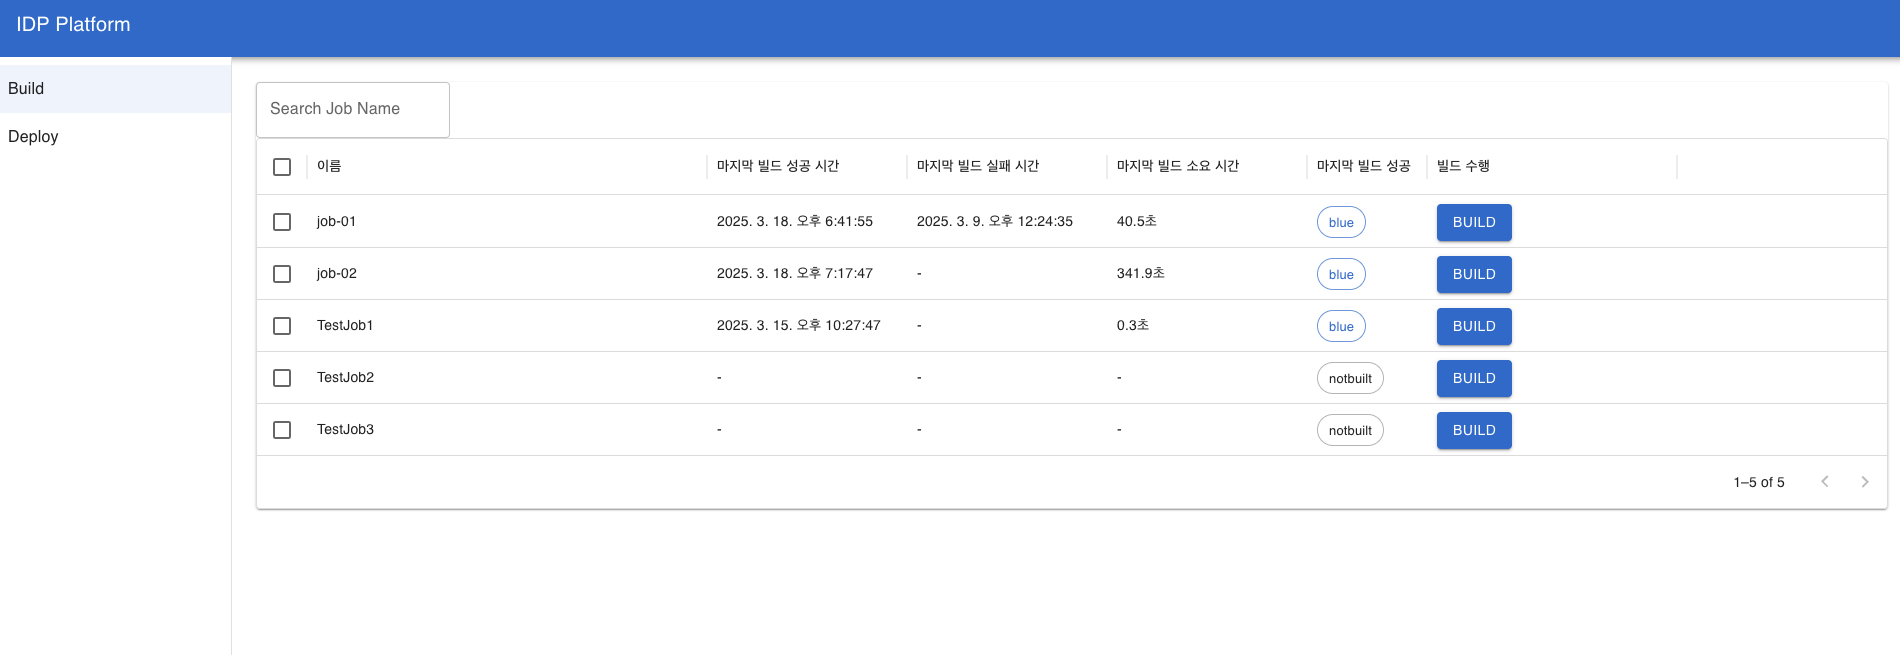 IDP Platform
Build
Deploy
Search Job Name
이름 마지막 빌드 성공 시간 마지막 빌드 실패 시간 마지막 빌드 소요 시간 마지막 빌드 성공 빌드 수행
job-01 2025. 3. 18. 오후 6:41:55 2025. 3. 9. 오후 12:24:35 40.5초 blue BUILD
job-02 2025. 3. 18. 오후 7:17:47 - 341.9초 blue BUILD
TestJob1 2025. 3. 15. 오후 10:27:47 - 0.3초 blue BUILD
TestJob2 - - - notbuilt BUILD
TestJob3 - - - notbuilt BUILD
1–5 of 5